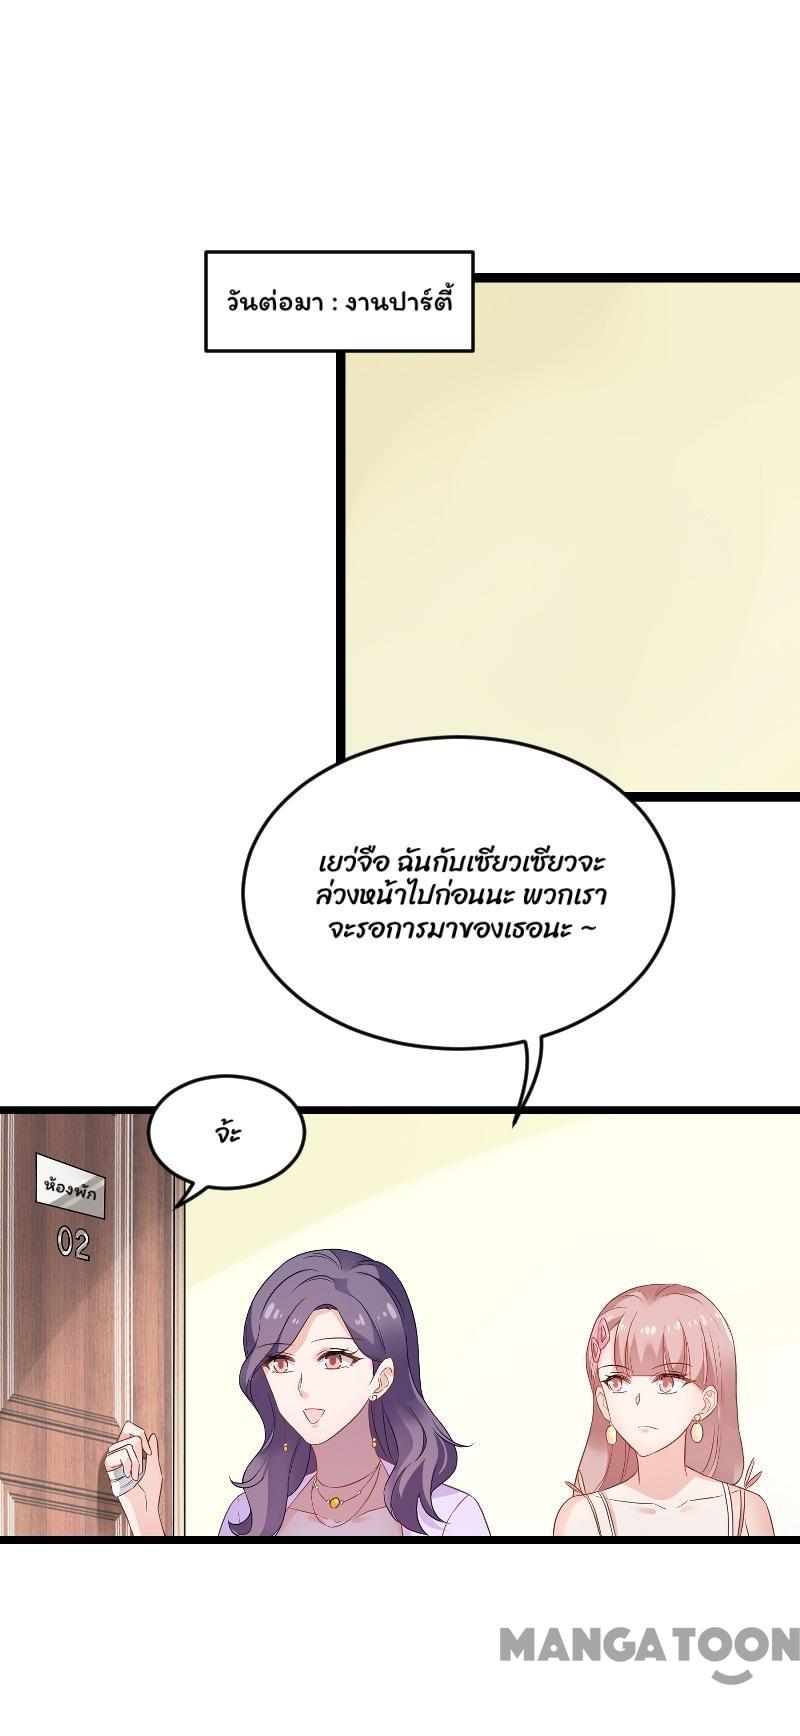 วันต่อมา : งานปาร์ตี้
เยว่จือ ฉันกับเซียวเซียวจะ
ล่วงหน้าไปก่อนนะ พวกเรา
จะรอการมาของเธอนะ ~
จ้ะ
ห้องพัก
02
MANGATOON